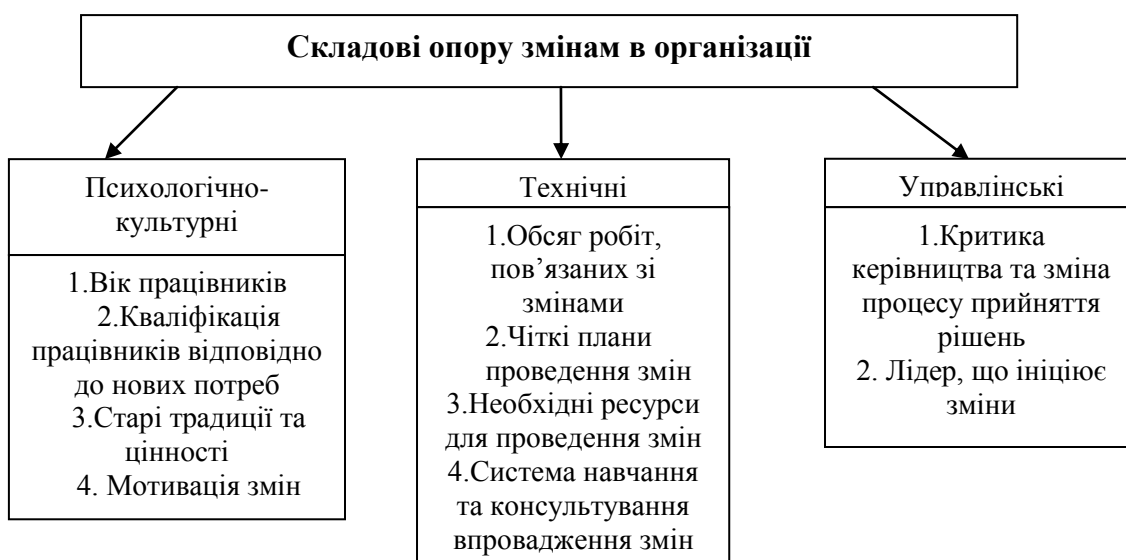 Складові опору змінам в організації
Психологічно-
культурні
1.Вік працівників
2.Кваліфікація
працівників відповідно
до нових потреб
3.Старі традиції та
цінності
4. Мотивація змін
Технічні
1.Обсяг робіт,
пов’язаних зі
змінами
2.Чіткі плани
проведення змін
3.Необхідні ресурси
для проведення змін
4.Система навчання
та консультування
впровадження змін
Управлінські
1.Критика
керівництва та зміна
процесу прийняття
рішень
2. Лідер, що ініціює
зміни